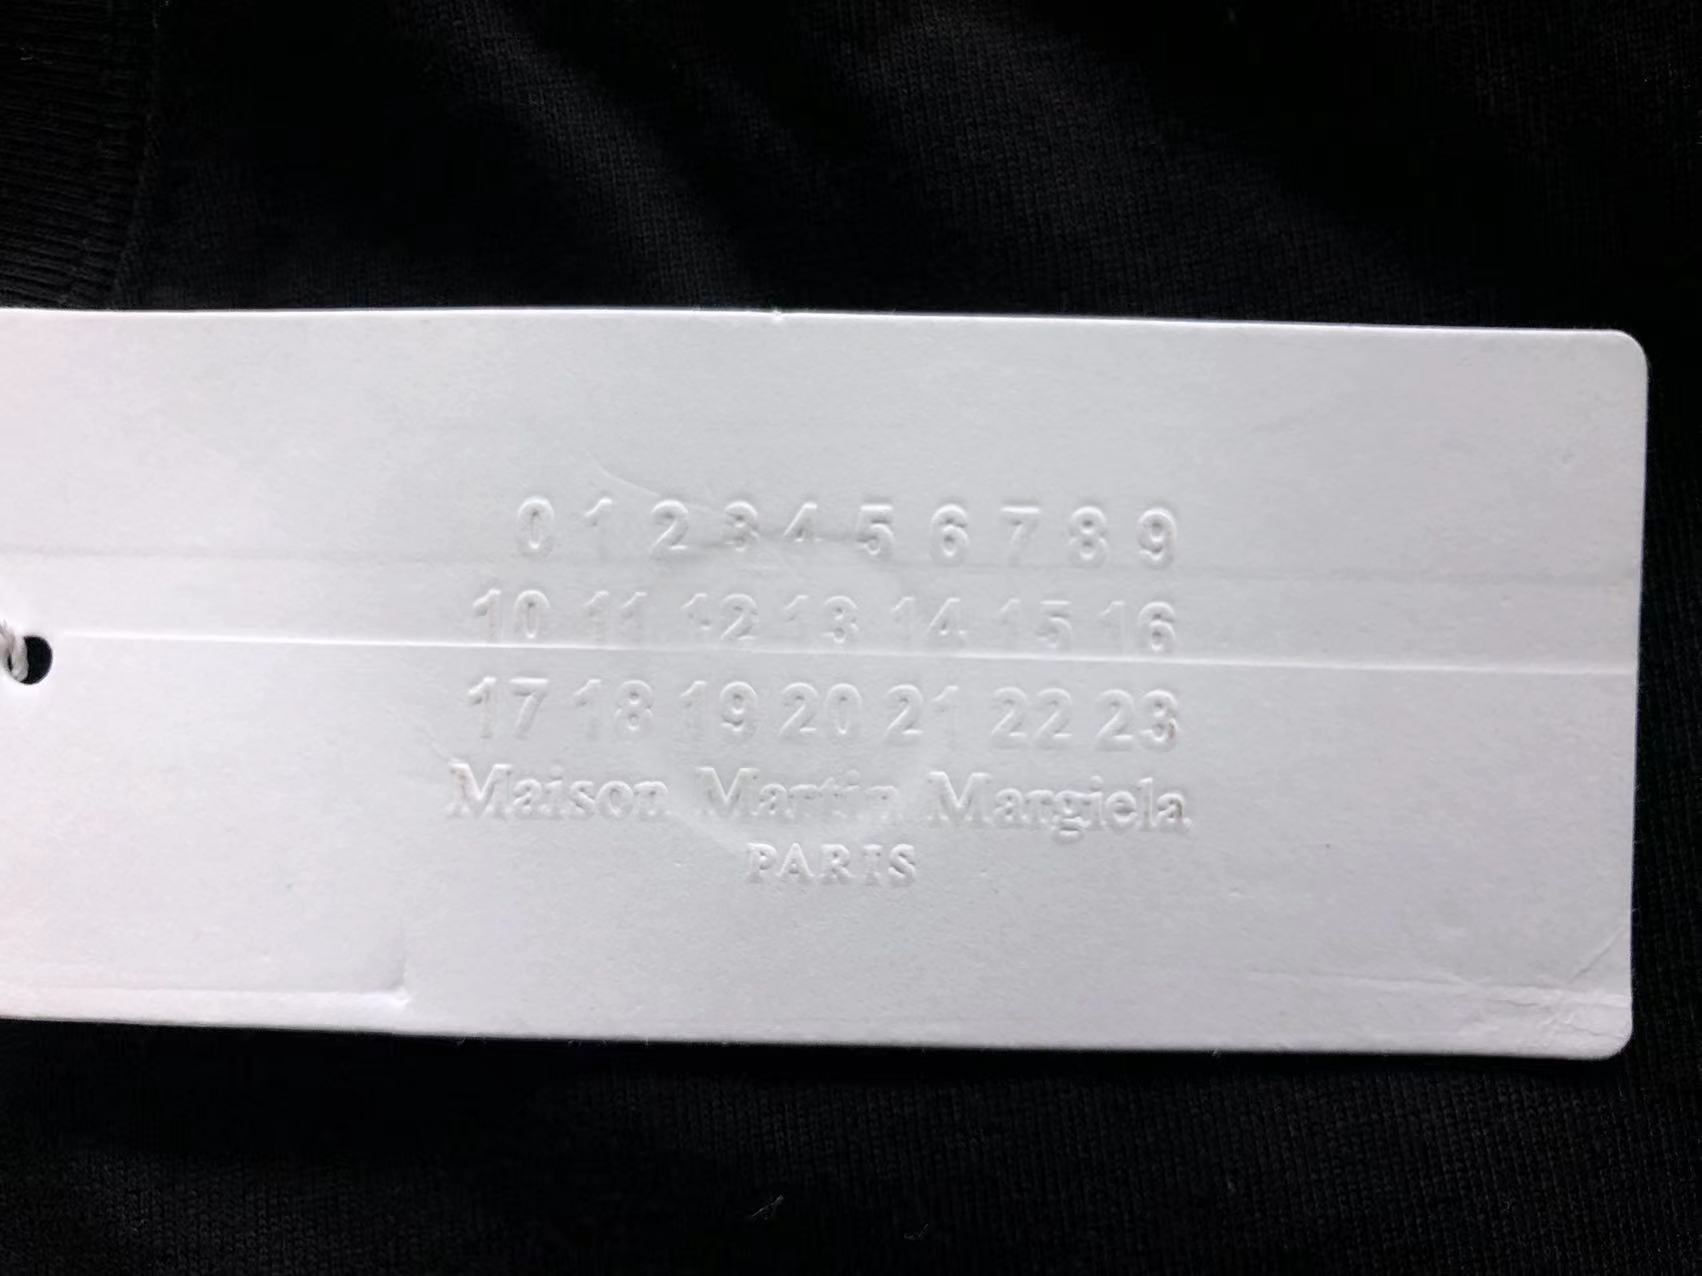 0 1 2 3 4 5 6 7 8 9
10 11 12 13 14 15 16
17 18 19 20 21 22 23
Maison Martin Margiela
PARIS